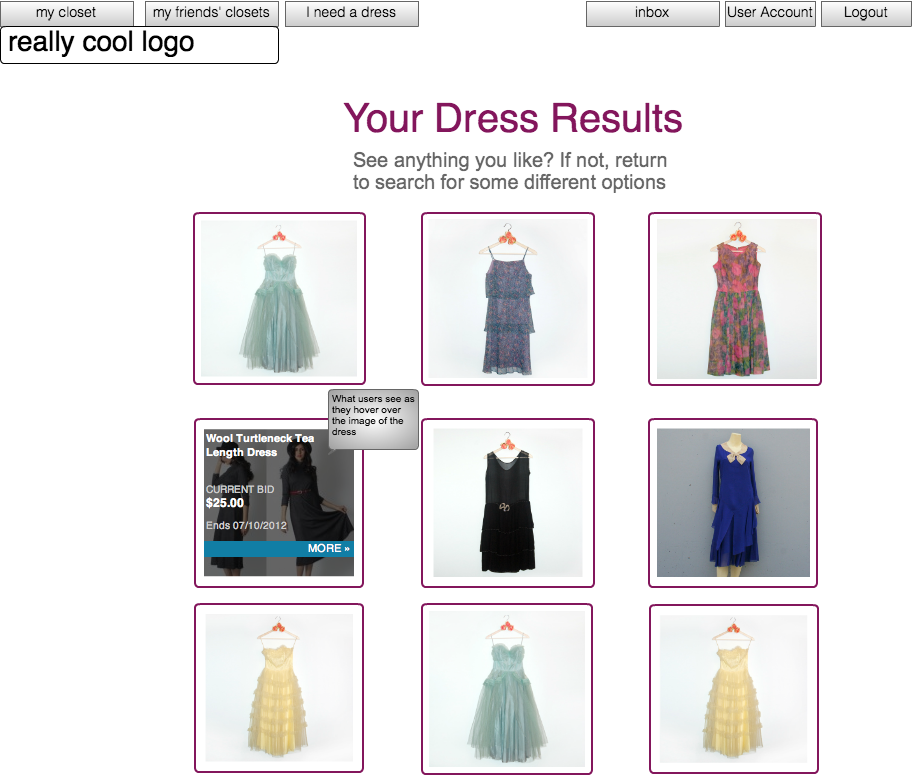 my closet
my friends' closets
I need a dress
inbox
User Account
Logout
really cool logo
Your Dress Results
See anything you like? If not, return
to search for some different options
What users see as
they hover over
the image of the
dress
Wool Turtleneck Tea
Length Dress
CURRENT BID
$25.00
Ends 07/10/2012
MORE »